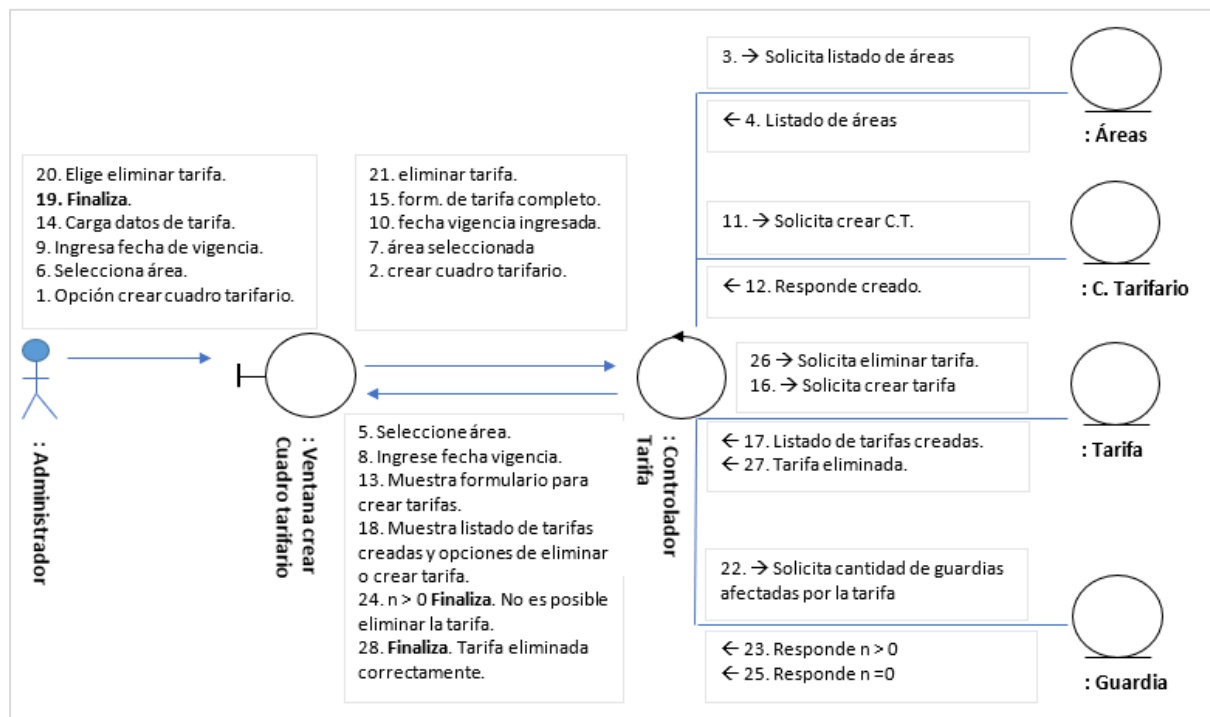 3. → Solicita listado de áreas
← 4. Listado de áreas
: Áreas
20. Elige eliminar tarifa.
19. Finaliza.
14. Carga datos de tarifa.
9. Ingresa fecha de vigencia.
6. Selecciona área.
1. Opción crear cuadro tarifario.
21. eliminar tarifa.
15. form. de tarifa completo.
10. fecha vigencia ingresada.
7. área seleccionada
2. crear cuadro tarifario.
11. → Solicita crear C.T.
← 12. Responde creado.
: C. Tarifario
26 → Solicita eliminar tarifa.
16. → Solicita crear tarifa
← 17. Listado de tarifas creadas.
← 27. Tarifa eliminada.
: Tarifa
: Administrador
: Ventana crear
Cuadro tarifario
5. Seleccione área.
8. Ingrese fecha vigencia.
13. Muestra formulario para
crear tarifas.
18. Muestra listado de tarifas
creadas y opciones de eliminar
o crear tarifa.
24. n > 0 Finaliza. No es posible
eliminar la tarifa.
28. Finaliza. Tarifa eliminada
correctamente.
: Controlador
Tarifa
22. → Solicita cantidad de guardias
afectadas por la tarifa
← 23. Responde n > 0
← 25. Responde n =0
: Guardia